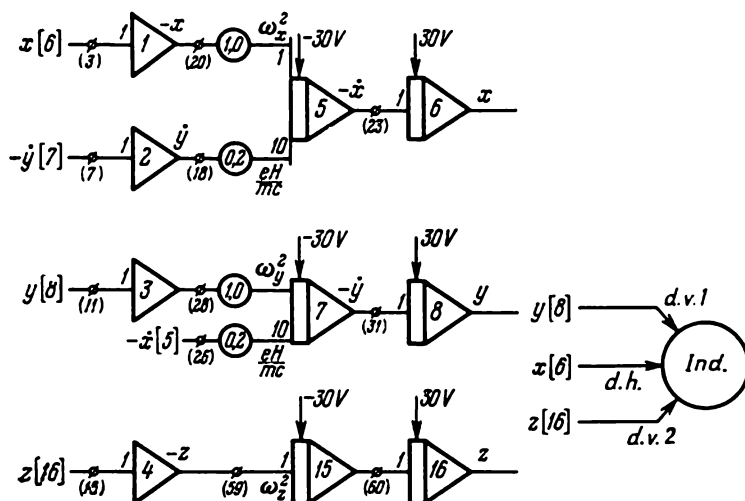 x[6] 1 1 -x 1,0 ω_x^2 1 -30V 5 -ẋ 1 30V 6 x
(3) (20) (23)
-ẏ[7] 1 2 ẏ 0,2 10
(7) (18) eH/mc
y[8] 1 3 1,0 ω_y^2 -30V 7 -ẏ 1 30V 8 y
(11) (28) (31)
-ẋ[5] 0,2 10
(26) eH/mc
z[16] 1 4 -z 1 -30V 15 1 30V 16 z
(59) ω_z^2 (60)
y[8] d.v.1
x[6] d.h. Ind.
z[16] d.v.2